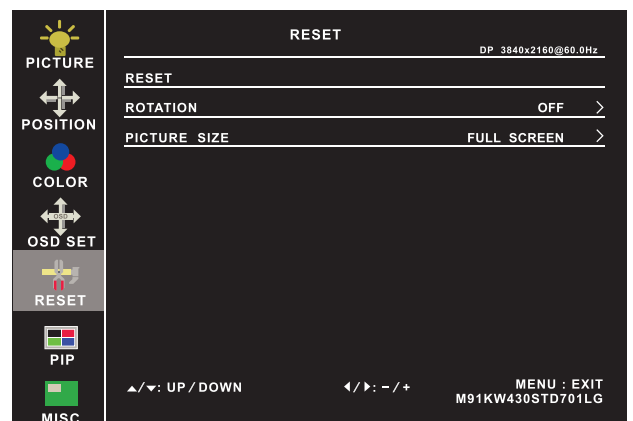 RESET
DP 3840x2160@60.0Hz
PICTURE
POSITION
COLOR
OSD
OSD SET
RESET
PIP
MISC
RESET
ROTATION OFF >
PICTURE SIZE FULL SCREEN >
▲/▼: UP/DOWN ◀/▶: -/+ MENU : EXIT
M91KW430STD701LG